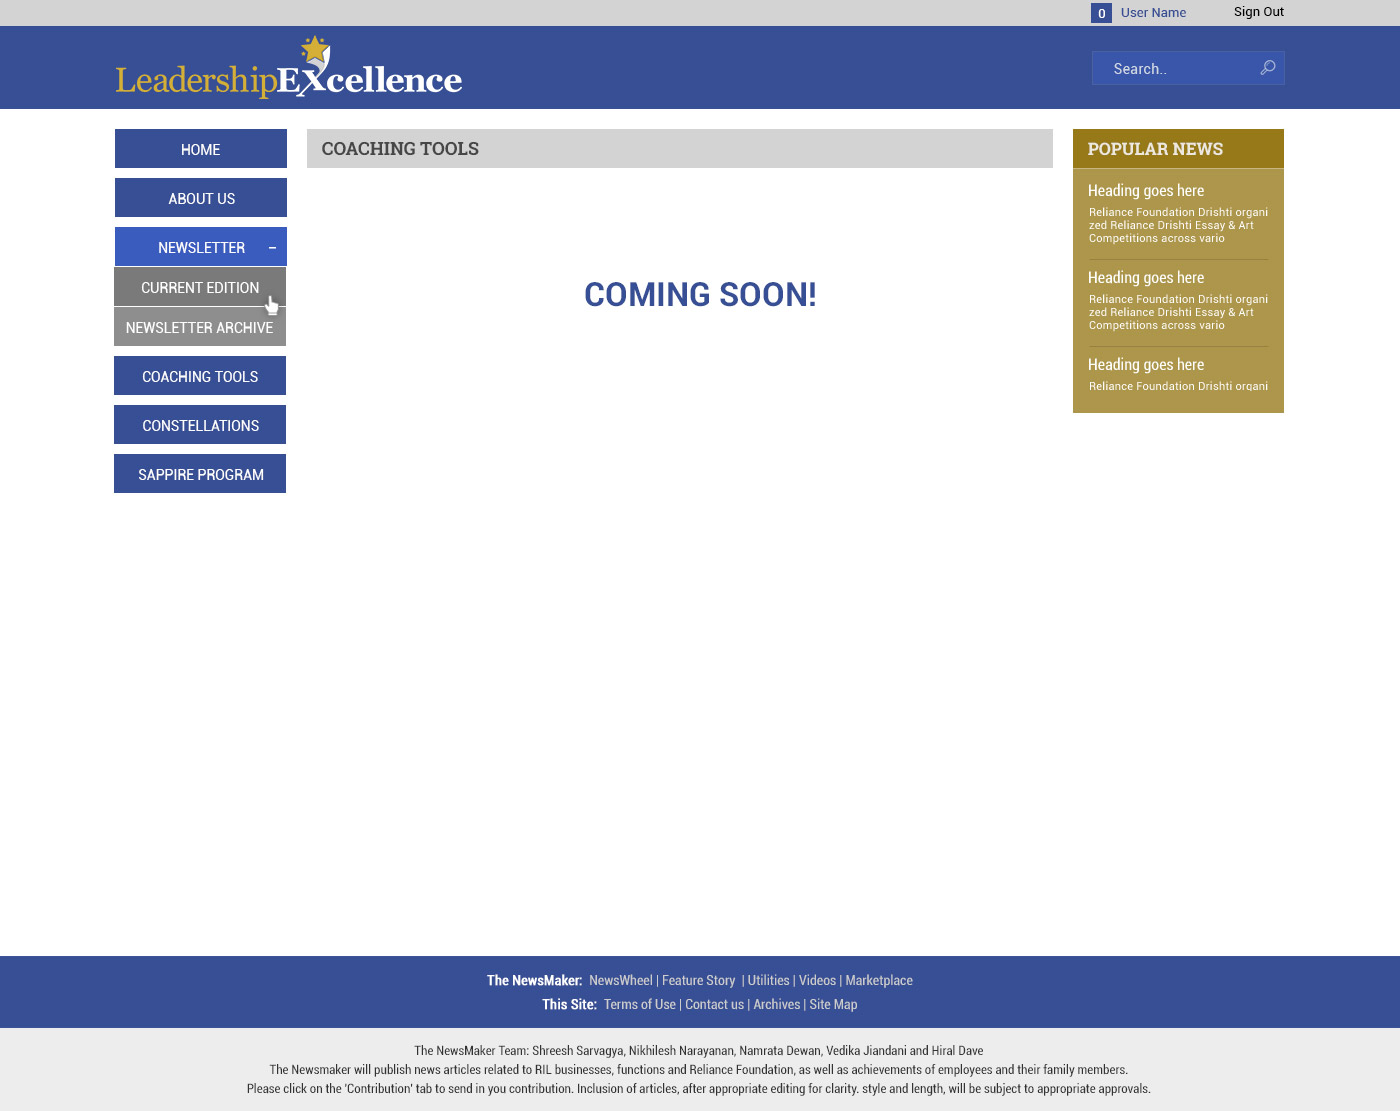 0 User Name Sign Out
LeadershipEXcellence
Search..
HOME
ABOUT US
NEWSLETTER –
CURRENT EDITION
NEWSLETTER ARCHIVE
COACHING TOOLS
CONSTELLATIONS
SAPPIRE PROGRAM
COACHING TOOLS
COMING SOON!
POPULAR NEWS
Heading goes here
Reliance Foundation Drishti organi
zed Reliance Drishti Essay & Art
Competitions across vario
Heading goes here
Reliance Foundation Drishti organi
zed Reliance Drishti Essay & Art
Competitions across vario
Heading goes here
Reliance Foundation Drishti organi
The NewsMaker: NewsWheel | Feature Story | Utilities | Videos | Marketplace
This Site: Terms of Use | Contact us | Archives | Site Map
The NewsMaker Team: Shreesh Sarvagya, Nikhilesh Narayanan, Namrata Dewan, Vedika Jiandani and Hiral Dave
The Newsmaker will publish news articles related to RIL businesses, functions and Reliance Foundation, as well as achievements of employees and their family members.
Please click on the 'Contribution' tab to send in you contribution. Inclusion of articles, after appropriate editing for clarity. style and length, will be subject to appropriate approvals.